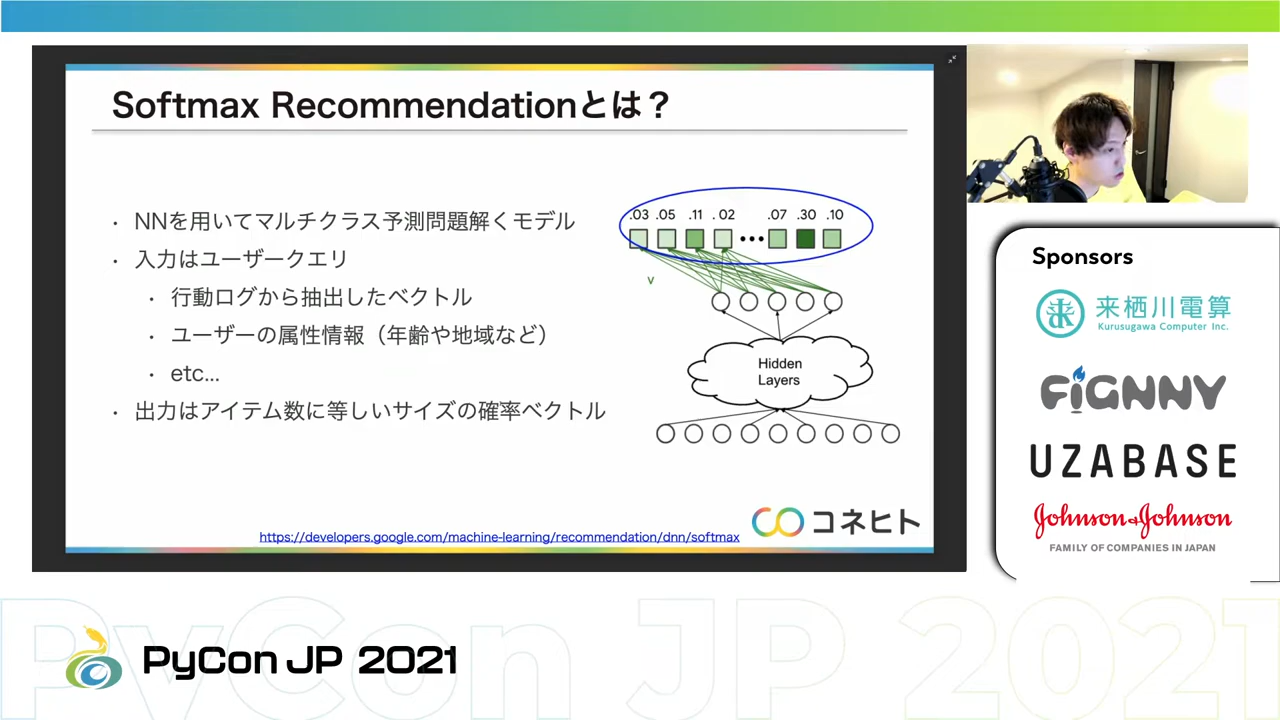 Softmax Recommendationとは？
・ NNを用いてマルチクラス予測問題解くモデル
・ 入力はユーザークエリ
・ 行動ログから抽出したベクトル
・ ユーザーの属性情報（年齢や地域など）
・ etc...
・ 出力はアイテム数に等しいサイズの確率ベクトル
.03 .05 .11 .02 .07 .30 .10
•••
v
Hidden
Layers
コネヒト
https://developers.google.com/machine-learning/recommendation/dnn/softmax
Sponsors
来栖川電算
Kurusugawa Computer Inc.
FiGNNY
UZABASE
Johnson & Johnson
FAMILY OF COMPANIES IN JAPAN
PyCon JP 2021
PyCon JP 2021